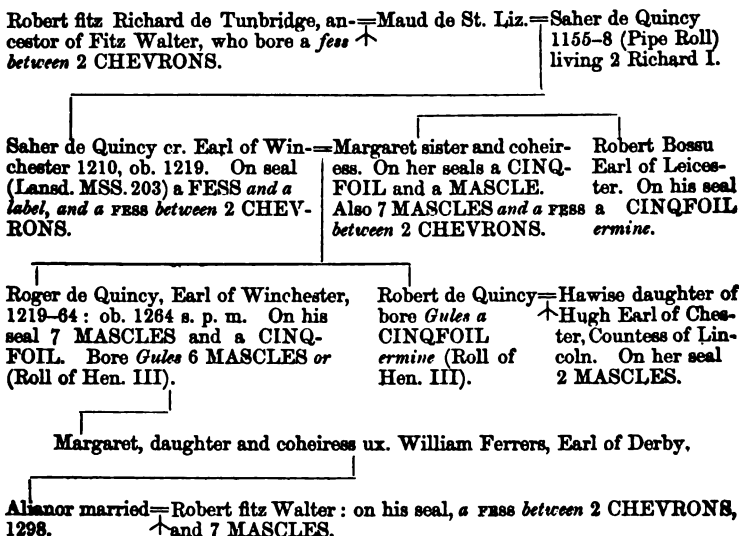 Robert fitz Richard de Tunbridge, an-=Maud de St. Liz.=Saher de Quincy
cestor of Fitz Walter, who bore a fess
between 2 CHEVRONS.
1155–8 (Pipe Roll)
living 2 Richard I.
Saher de Quincy cr. Earl of Win-
chester 1210, ob. 1219. On seal
(Lansd. MSS. 203) a FESS and a
label, and a FESS between 2 CHEV-
RONS.
=Margaret sister and coheir-
ess. On her seals a CINQ-
FOIL and a MASCLE.
Also 7 MASCLES and a FESS
between 2 CHEVRONS.
Robert Bossu
Earl of Leices-
ter. On his seal
a CINQFOIL
ermine.
Roger de Quincy, Earl of Winchester,
1219–64 : ob. 1264 s. p. m. On his
seal 7 MASCLES and a CINQ-
FOIL. Bore Gules 6 MASCLES or
(Roll of Hen. III).
Robert de Quincy=
bore Gules a
CINQFOIL
ermine (Roll of
Hen. III).
Hawise daughter of
Hugh Earl of Ches-
ter, Countess of Lin-
coln. On her seal
2 MASCLES.
Margaret, daughter and coheiress ux. William Ferrers, Earl of Derby.
Alianor married=Robert fitz Walter : on his seal, a FESS between 2 CHEVRONS,
1298. and 7 MASCLES.